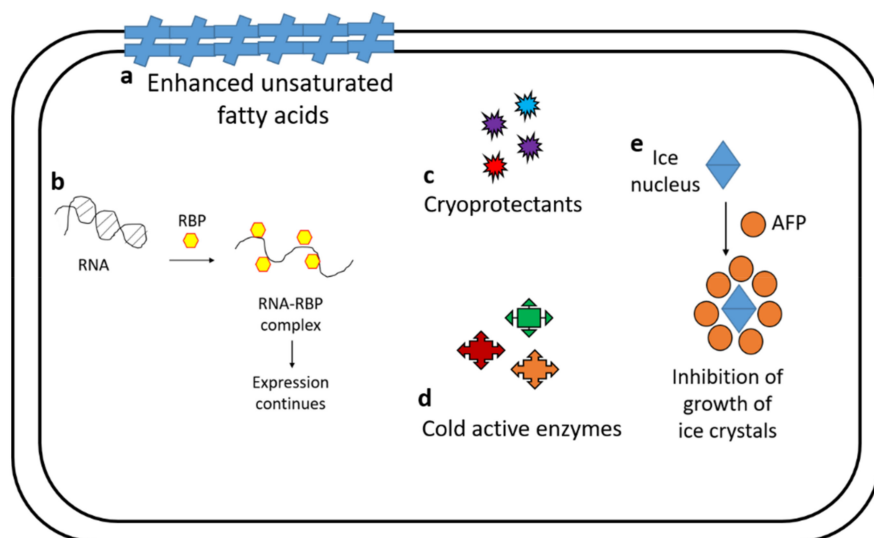 a Enhanced unsaturated
fatty acids
b
RNA
RBP
RNA-RBP
complex
Expression
continues
c
Cryoprotectants
d
Cold active enzymes
e Ice
nucleus
AFP
Inhibition of
growth of
ice crystals